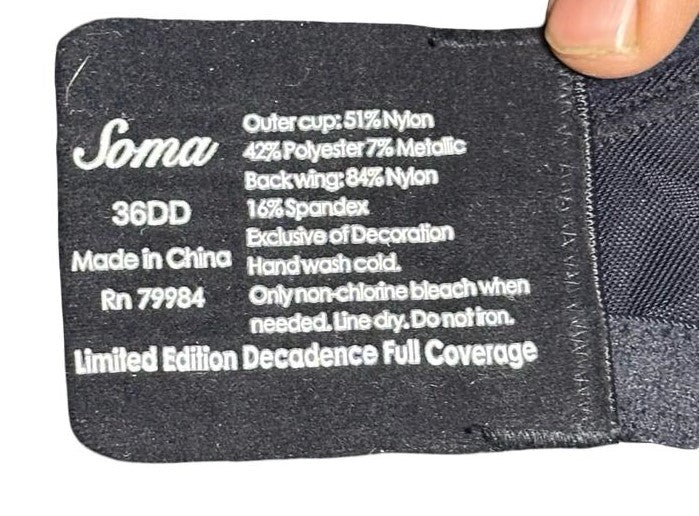 Soma
36DD
Made in China
Rn 79984
Outer cup: 51% Nylon
42% Polyester 7% Metallic
Back wing: 84% Nylon
16% Spandex
Exclusive of Decoration
Hand wash cold.
Only non-chlorine bleach when
needed. Line dry. Do not iron.
Limited Edition Decadence Full Coverage